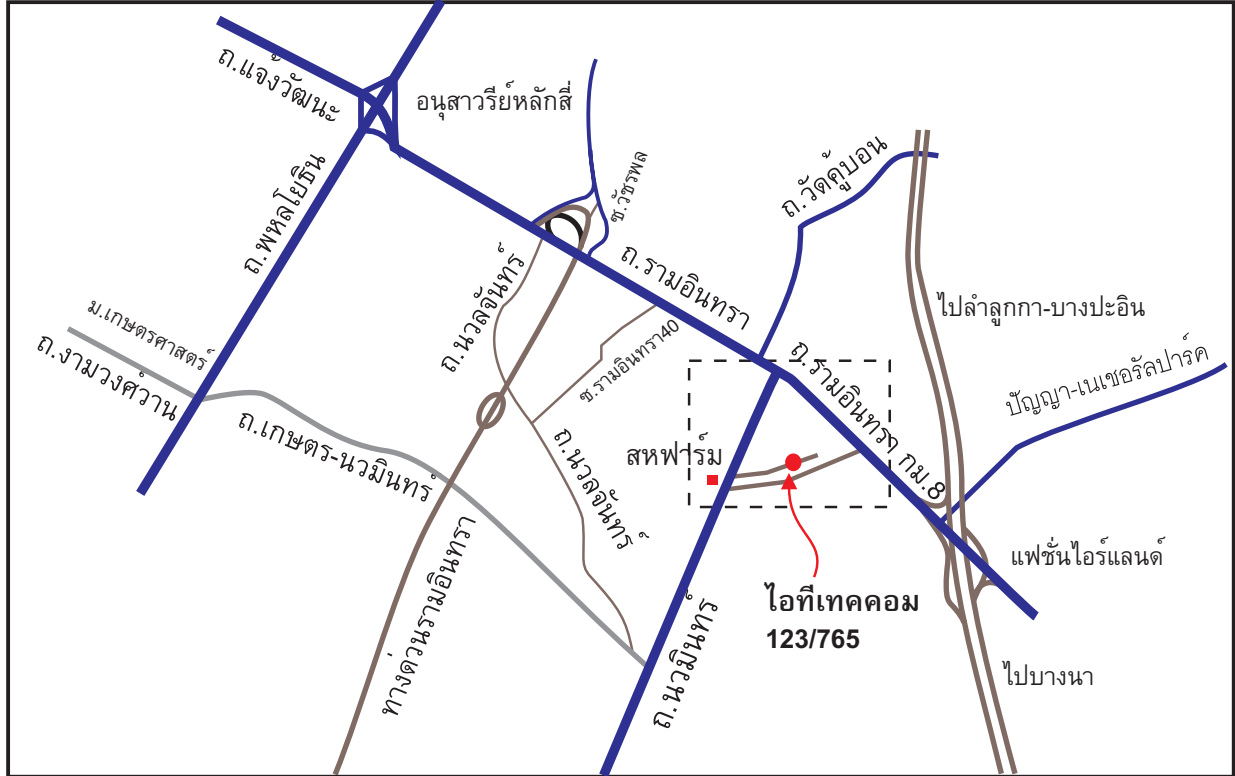 ถ.แจ้งวัฒนะ
อนุสาวรีย์หลักสี่
ถ.พหลโยธิน
ซ.วัชรพล
ถ.วัดคู้บอน
ถ.นวลจันทร์
ถ.รามอินทรา
ไปลำลูกกา-บางปะอิน
ม.เกษตรศาสตร์
ถ.งามวงศ์วาน
ซ.รามอินทรา40
ถ.รามอินทรา กม.8
ปัญญา-เนเชอรัลปาร์ค
ถ.เกษตร-นวมินทร์
ถ.นวลจันทร์
สหฟาร์ม
แฟชั่นไอร์แลนด์
ทางด่วนรามอินทรา
ถ.นวมินทร์
ไอทีเทคคอม
123/765
ไปบางนา